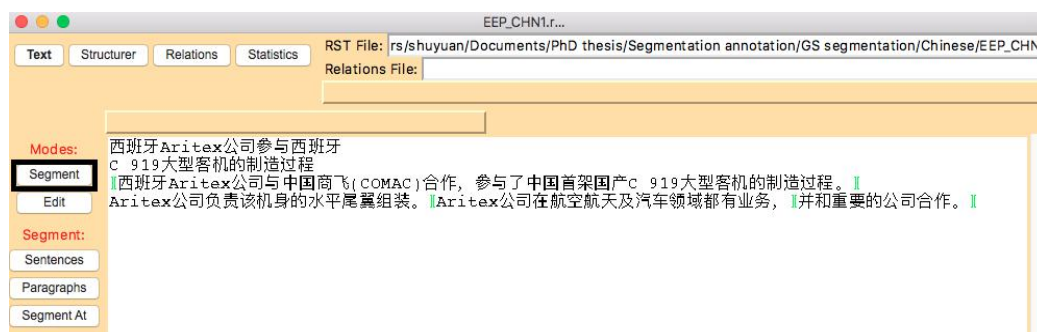 EEP_CHN1.r...
Text Structurer Relations Statistics
RST File: rs/shuyuan/Documents/PhD thesis/Segmentation annotation/GS segmentation/Chinese/EEP_CHN
Relations File:
Modes:
Segment
Edit
Segment:
Sentences
Paragraphs
Segment At
西班牙Aritex公司参与西班牙
C 919大型客机的制造过程
西班牙Aritex公司与中国商飞(COMAC)合作, 参与了中国首架国产C 919大型客机的制造过程。
Aritex公司负责该机身的水平尾翼组装。Aritex公司在航空航天及汽车领域都有业务, 并和重要的公司合作。